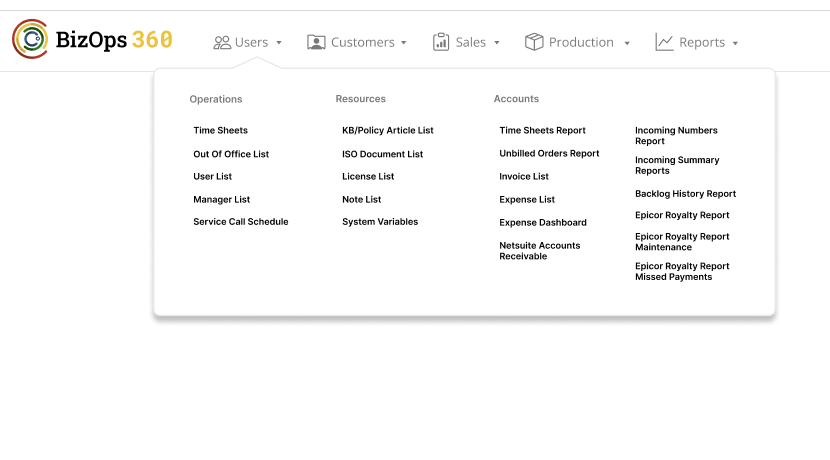 BizOps 360
Users
Customers
Sales
Production
Reports
Operations
Time Sheets
Out Of Office List
User List
Manager List
Service Call Schedule
Resources
KB/Policy Article List
ISO Document List
License List
Note List
System Variables
Accounts
Time Sheets Report
Unbilled Orders Report
Invoice List
Expense List
Expense Dashboard
Netsuite Accounts
Receivable
Incoming Numbers
Report
Incoming Summary
Reports
Backlog History Report
Epicor Royalty Report
Epicor Royalty Report
Maintenance
Epicor Royalty Report
Missed Payments